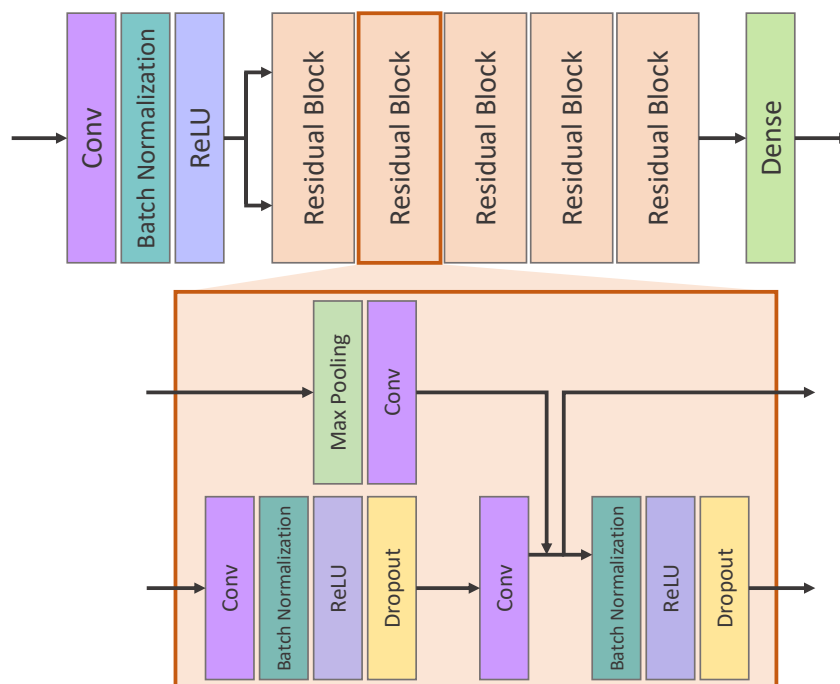 Conv
Batch Normalization
ReLU
Residual Block
Residual Block
Residual Block
Residual Block
Residual Block
Dense
Max Pooling
Conv
Conv
Batch Normalization
ReLU
Dropout
Conv
Batch Normalization
ReLU
Dropout